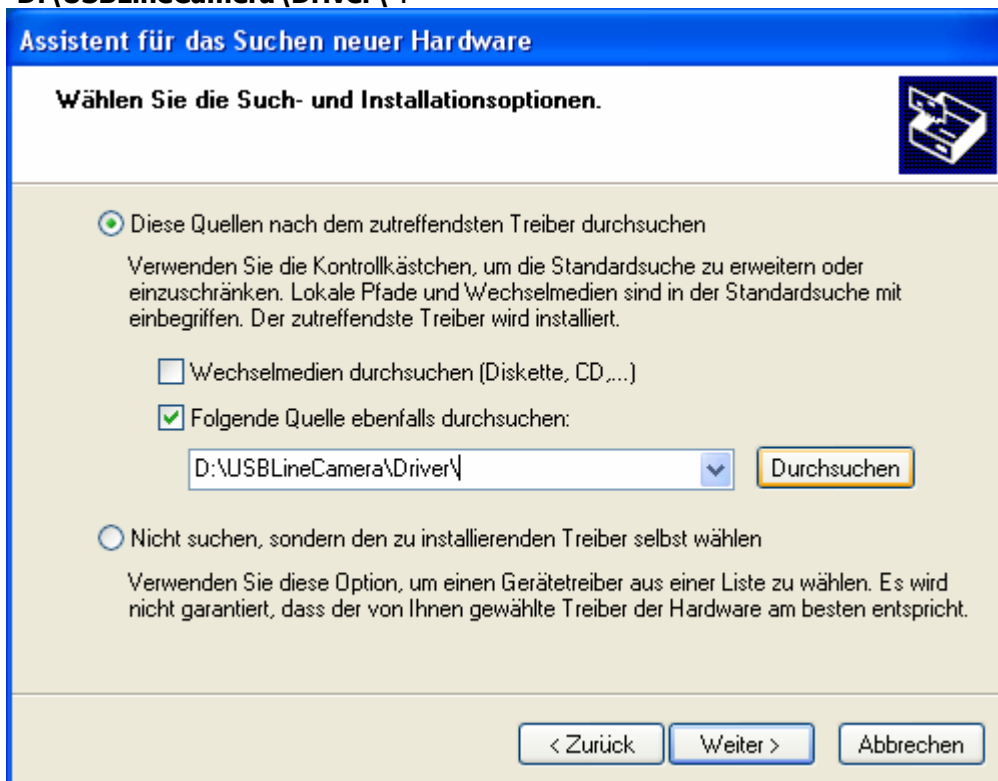 D:\USBLineCamera\Driver\
Assistent für das Suchen neuer Hardware
Wählen Sie die Such- und Installationsoptionen.
Diese Quellen nach dem zutreffendsten Treiber durchsuchen
Verwenden Sie die Kontrollkästchen, um die Standardsuche zu erweitern oder
einzuschränken. Lokale Pfade und Wechselmedien sind in der Standardsuche mit
einbegriffen. Der zutreffendste Treiber wird installiert.
Wechselmedien durchsuchen (Diskette, CD,...)
Folgende Quelle ebenfalls durchsuchen:
D:\USBLineCamera\Driver\ Durchsuchen
Nicht suchen, sondern den zu installierenden Treiber selbst wählen
Verwenden Sie diese Option, um einen Gerätetreiber aus einer Liste zu wählen. Es wird
nicht garantiert, dass der von Ihnen gewählte Treiber der Hardware am besten entspricht.
< Zurück Weiter > Abbrechen